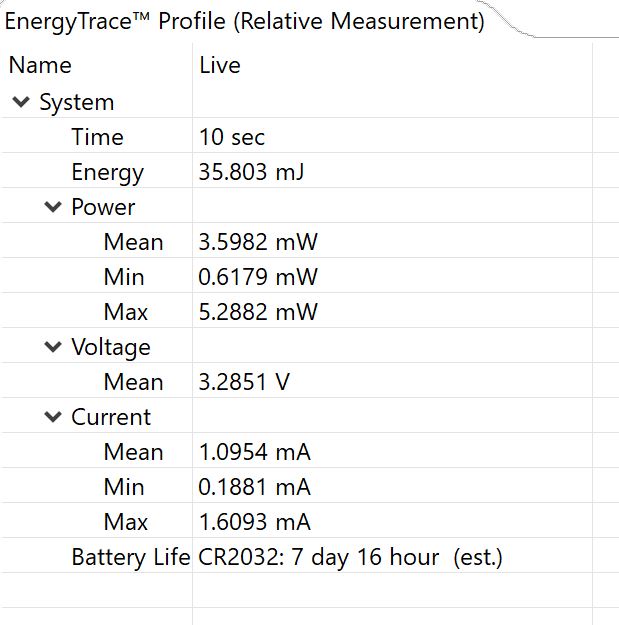 EnergyTrace™ Profile (Relative Measurement)
Name Live
System
Time 10 sec
Energy 35.803 mJ
Power
Mean 3.5982 mW
Min 0.6179 mW
Max 5.2882 mW
Voltage
Mean 3.2851 V
Current
Mean 1.0954 mA
Min 0.1881 mA
Max 1.6093 mA
Battery Life CR2032: 7 day 16 hour (est.)